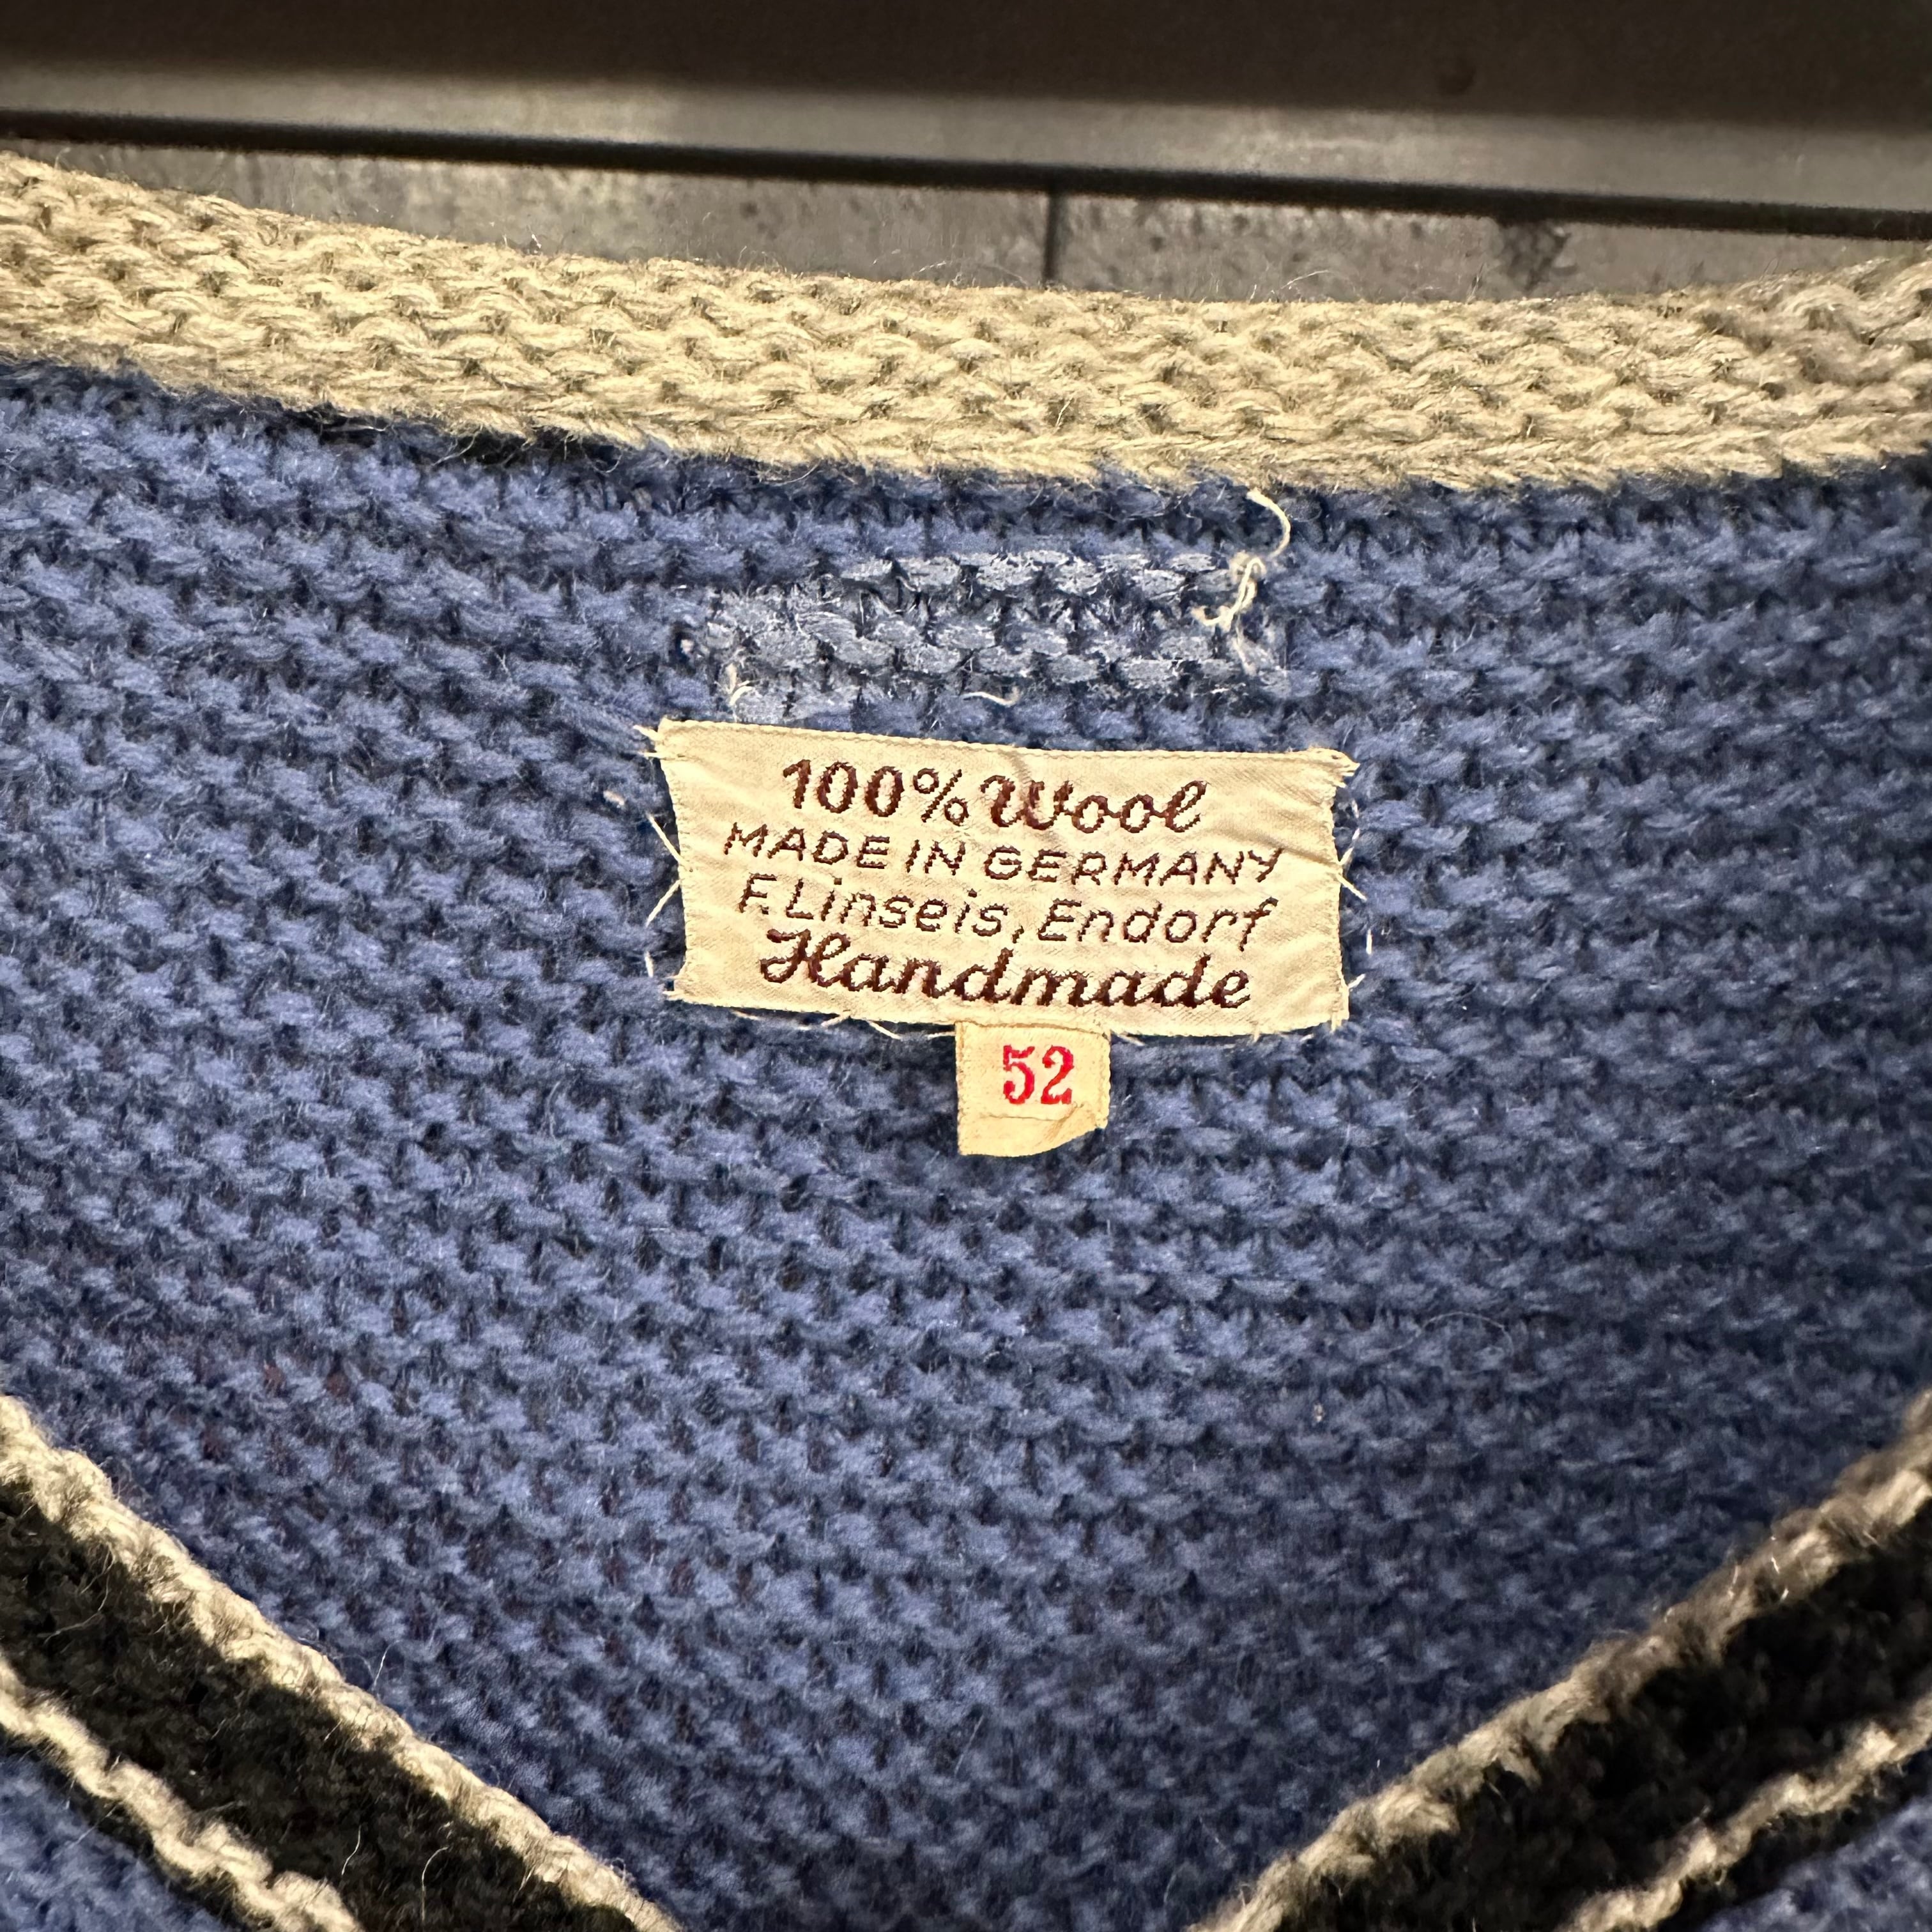 100% Wool
MADE IN GERMANY
F. Linseis, Endorf
Handmade
52